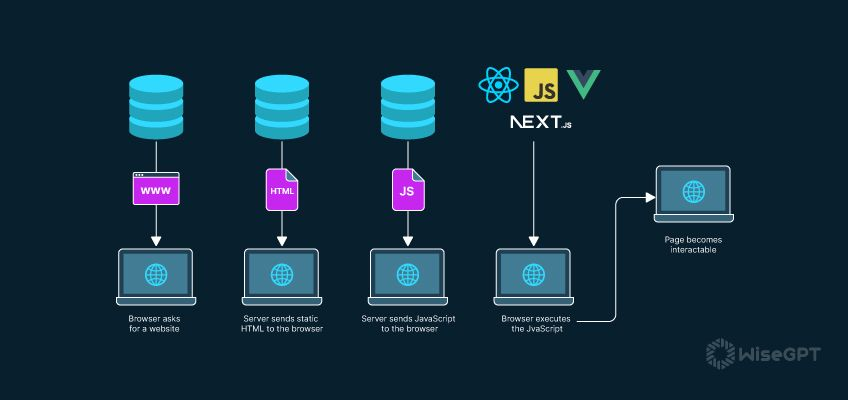 JS
NEXT.JS
WWW
HTML
JS
Page becomes
interactable
Browser asks
for a website
Server sends static
HTML to the browser
Server sends JavaScript
to the browser
Browser executes
the JvaScript
WiseGPT